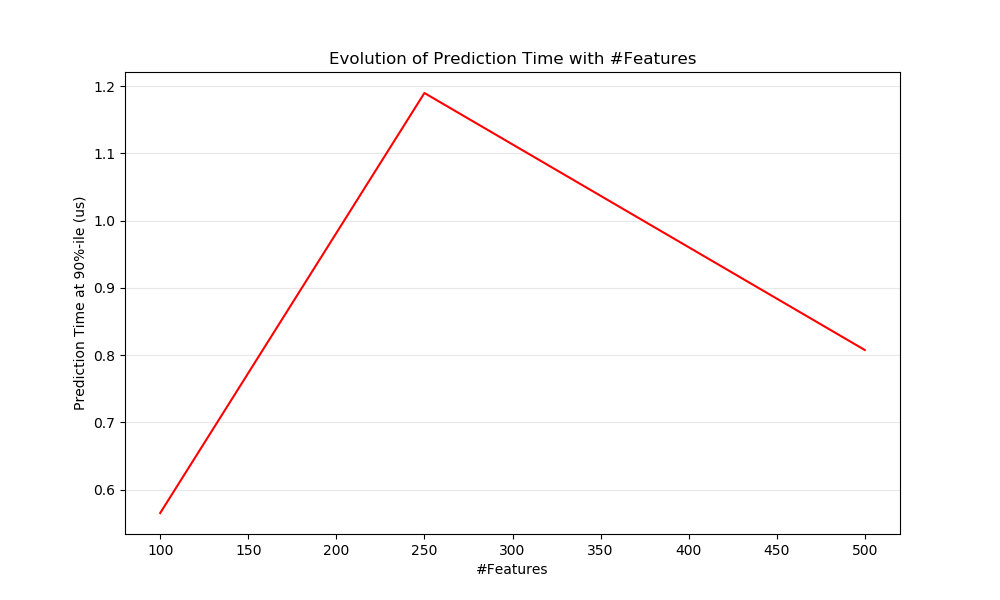 Evolution of Prediction Time with #Features
Prediction Time at 90%-ile (us)
1.2
1.1
1.0
0.9
0.8
0.7
0.6
100 150 200 250 300 350 400 450 500
#Features